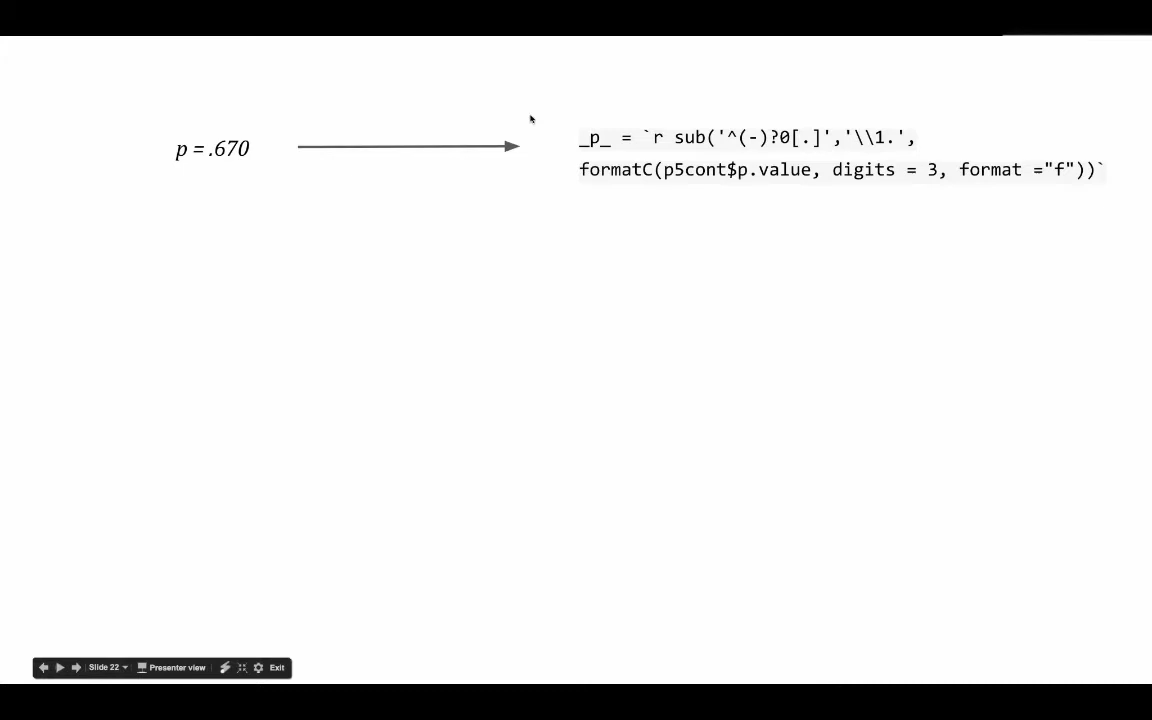 p = .670
_p_ = `r sub('^(-)?0[.]','\\1.',
formatC(p5cont$p.value, digits = 3, format ="f"))`
Slide 22 Presenter view Exit